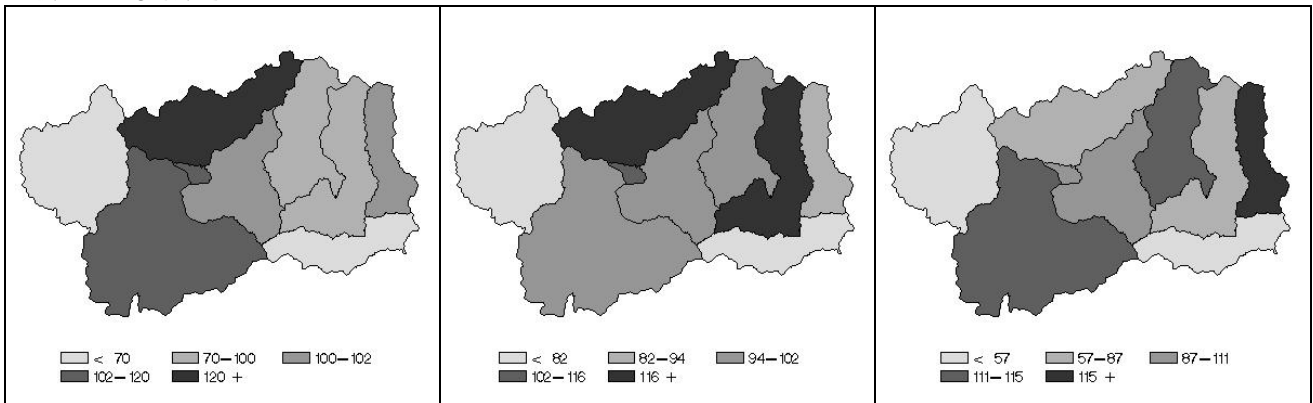 < 70 70-100 100-102
102-120 120 +
< 82 82-94 94-102
102-116 116 +
< 57 57-87 87-111
111-115 115 +